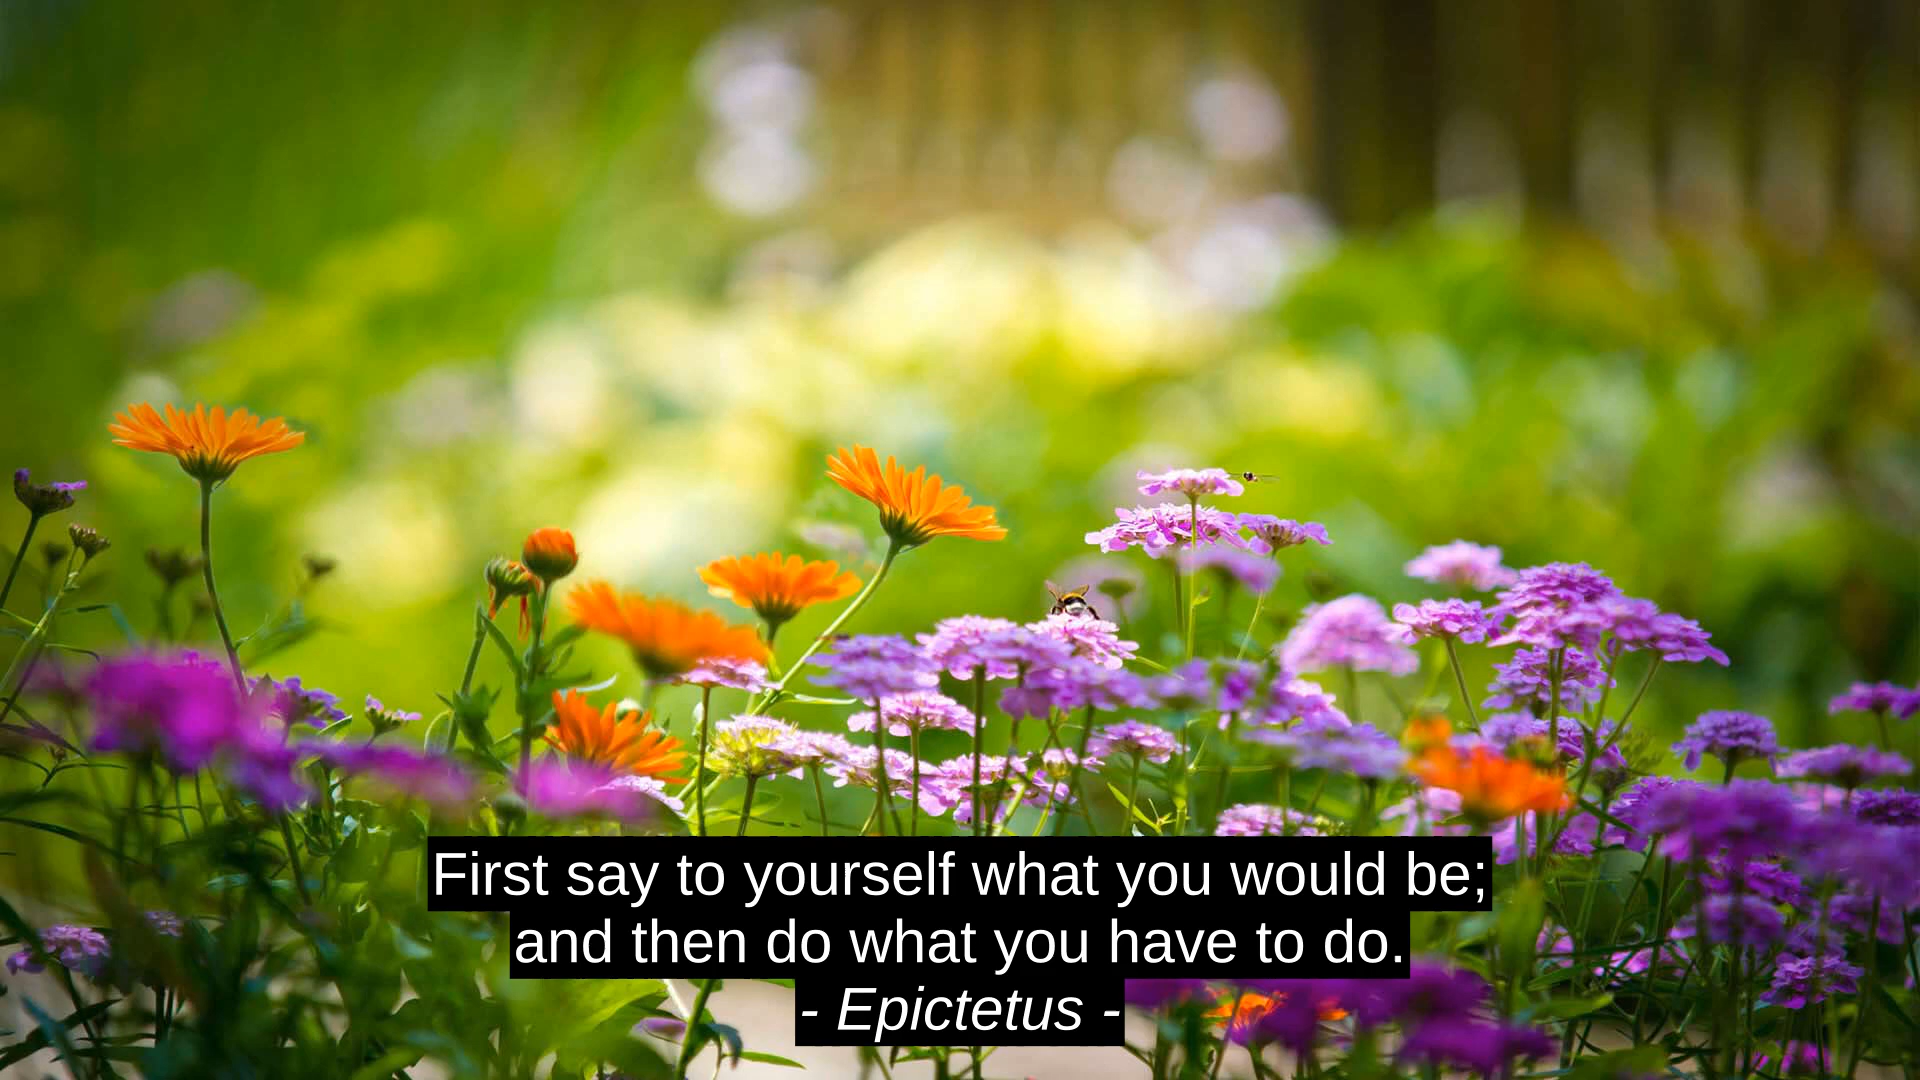 First say to yourself what you would be;
and then do what you have to do.
- Epictetus -